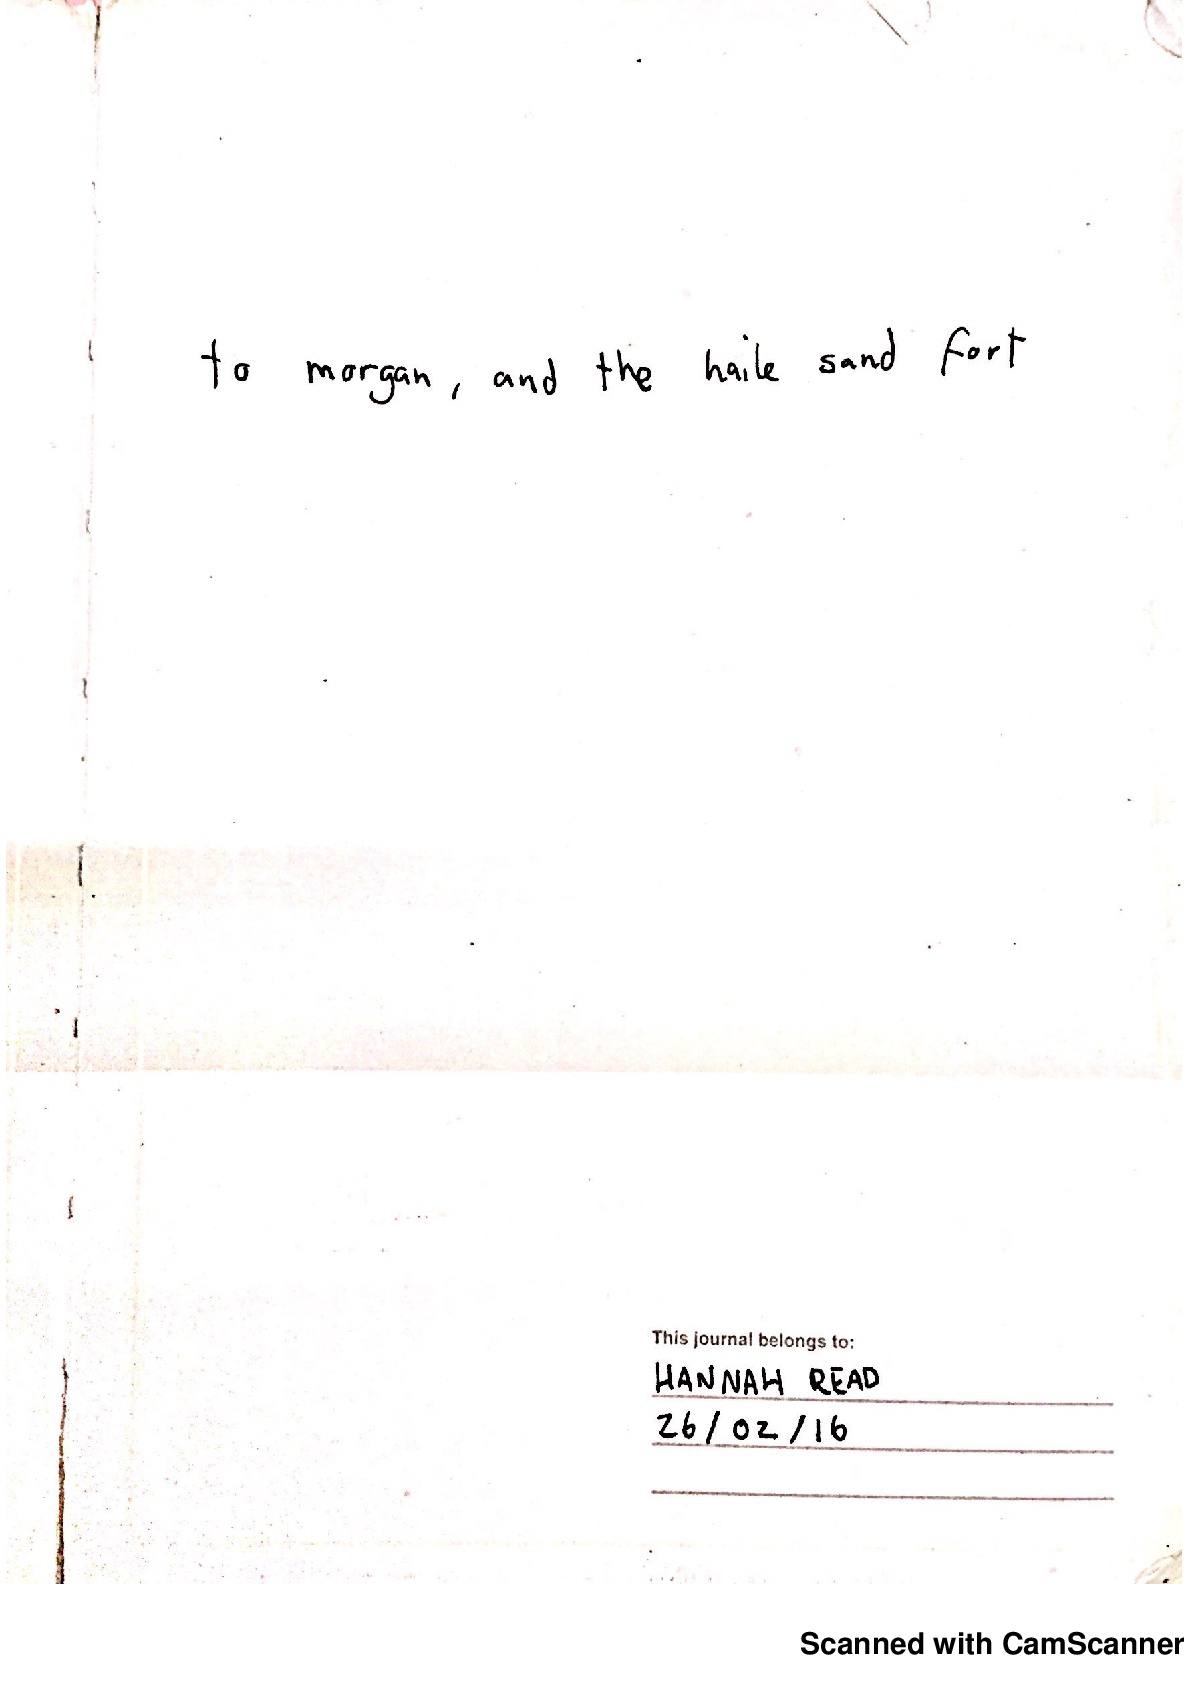 to morgan, and the haile sand fort
This journal belongs to:
HANNAH READ
26/02/16
Scanned with CamScanner